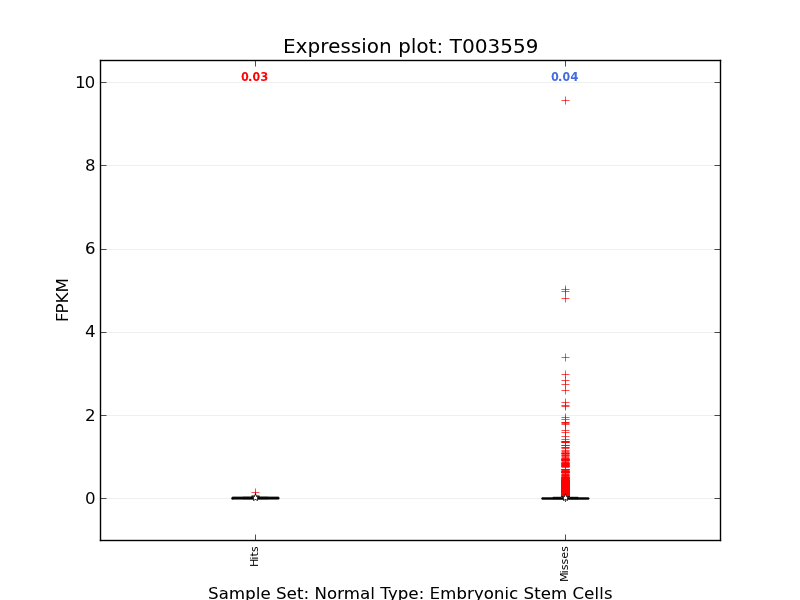 Expression plot: T003559
0.03
0.04
10
8
6
4
2
0
FPKM
Hits
Misses
Sample Set: Normal Type: Embryonic Stem Cells